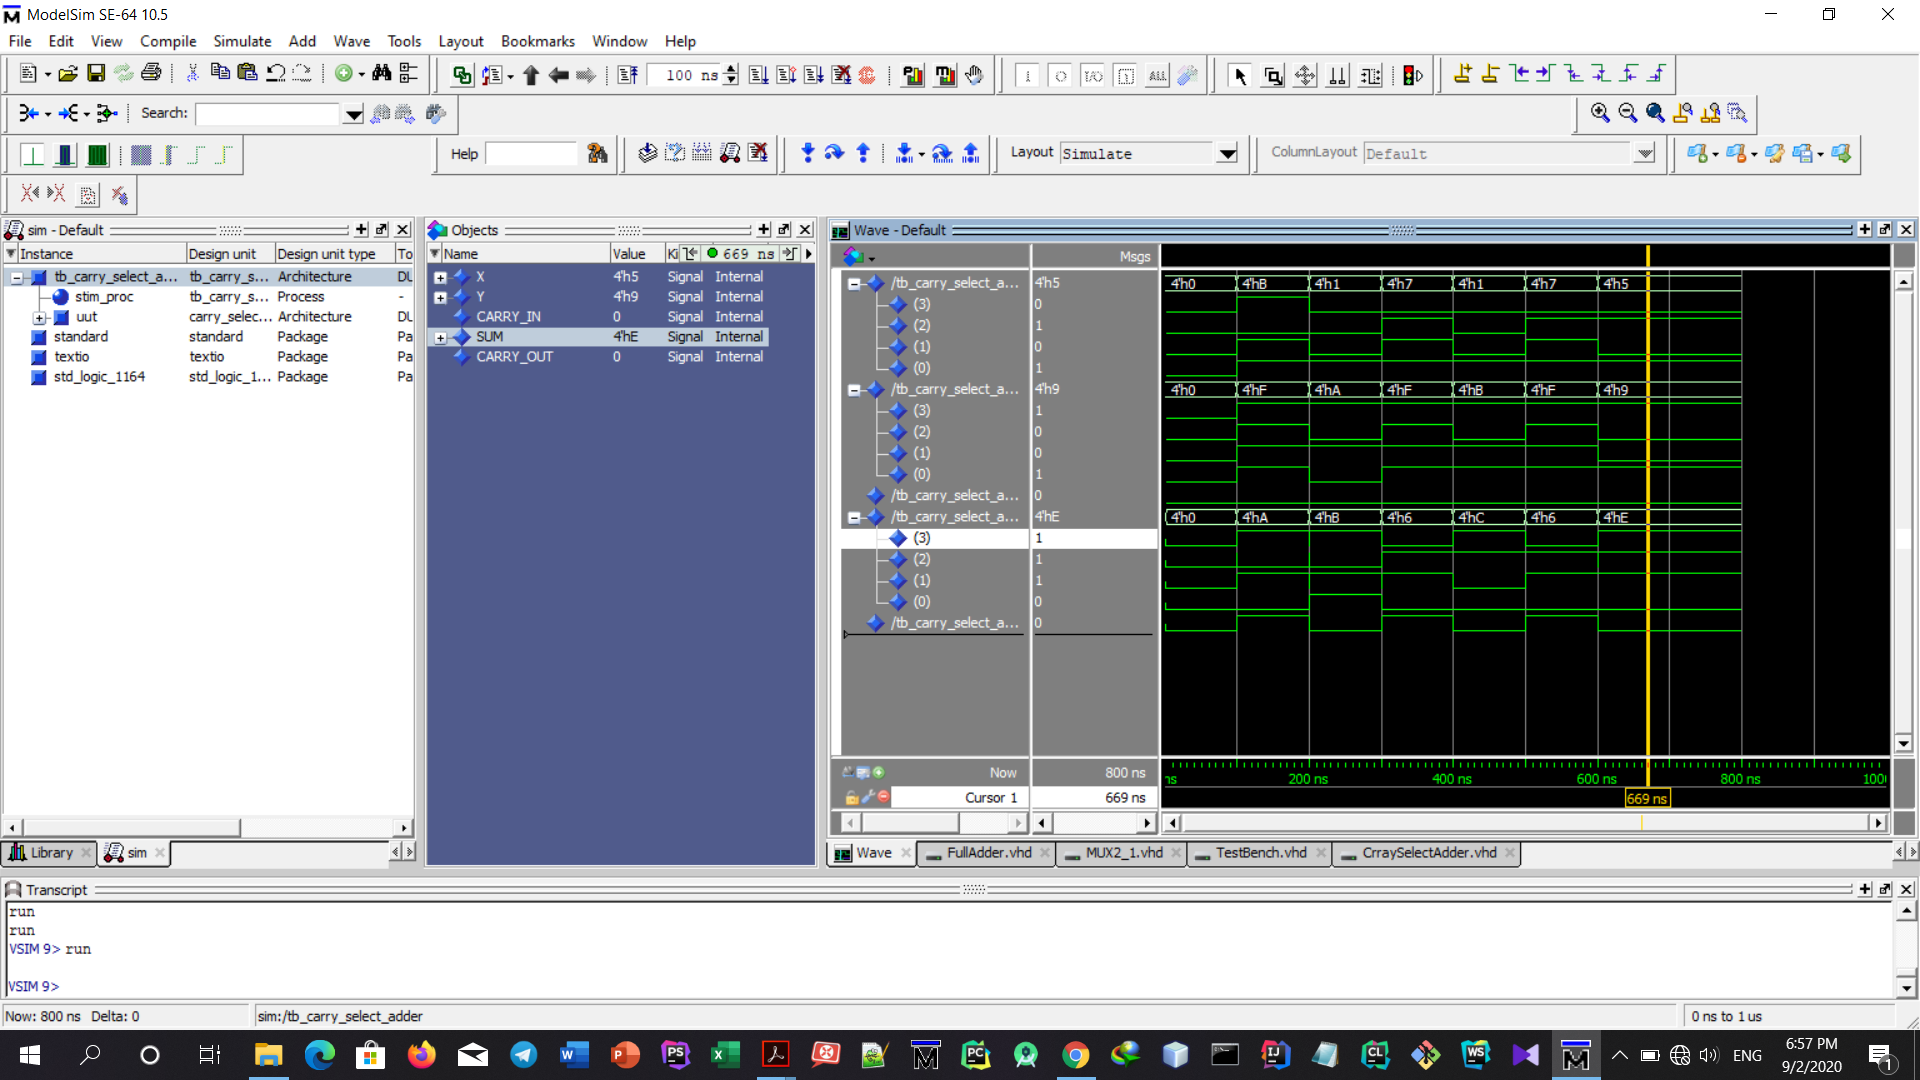 ModelSim SE-64 10.5
File Edit View Compile Simulate Add Wave Tools Layout Bookmarks Window Help
100 ns
Search:
Help
Layout Simulate
ColumnLayout Default
sim - Default
Instance Design unit Design unit type To
tb_carry_select_a... tb_carry_s... Architecture DU
stim_proc tb_carry_s... Process -
uut carry_selec... Architecture DU
standard standard Package Pa
textio textio Package Pa
std_logic_1164 std_logic_1... Package Pa
Library sim
Objects
Name Value Ki 669 ns
X 4'h5 Signal Internal
Y 4'h9 Signal Internal
CARRY_IN 0 Signal Internal
SUM 4'hE Signal Internal
CARRY_OUT 0 Signal Internal
Wave - Default
Msgs
/tb_carry_select_a... 4'h5 4'h0 4'hB 4'h1 4'h7 4'h1 4'h7 4'h5
(3) 0
(2) 1
(1) 0
(0) 1
/tb_carry_select_a... 4'h9 4'h0 4'hF 4'hA 4'hF 4'hB 4'hF 4'h9
(3) 1
(2) 0
(1) 0
(0) 1
/tb_carry_select_a... 0
/tb_carry_select_a... 4'hE 4'h0 4'hA 4'hB 4'h6 4'hC 4'h6 4'hE
(3) 1
(2) 1
(1) 1
(0) 0
/tb_carry_select_a... 0
Now 800 ns ns 200 ns 400 ns 600 ns 800 ns 100
Cursor 1 669 ns 669 ns
Wave FullAdder.vhd MUX2_1.vhd TestBench.vhd CrraySelectAdder.vhd
Transcript
run
run
VSIM 9> run
VSIM 9>
Now: 800 ns Delta: 0 sim:/tb_carry_select_adder 0 ns to 1 us
ENG 6:57 PM
9/2/2020
1